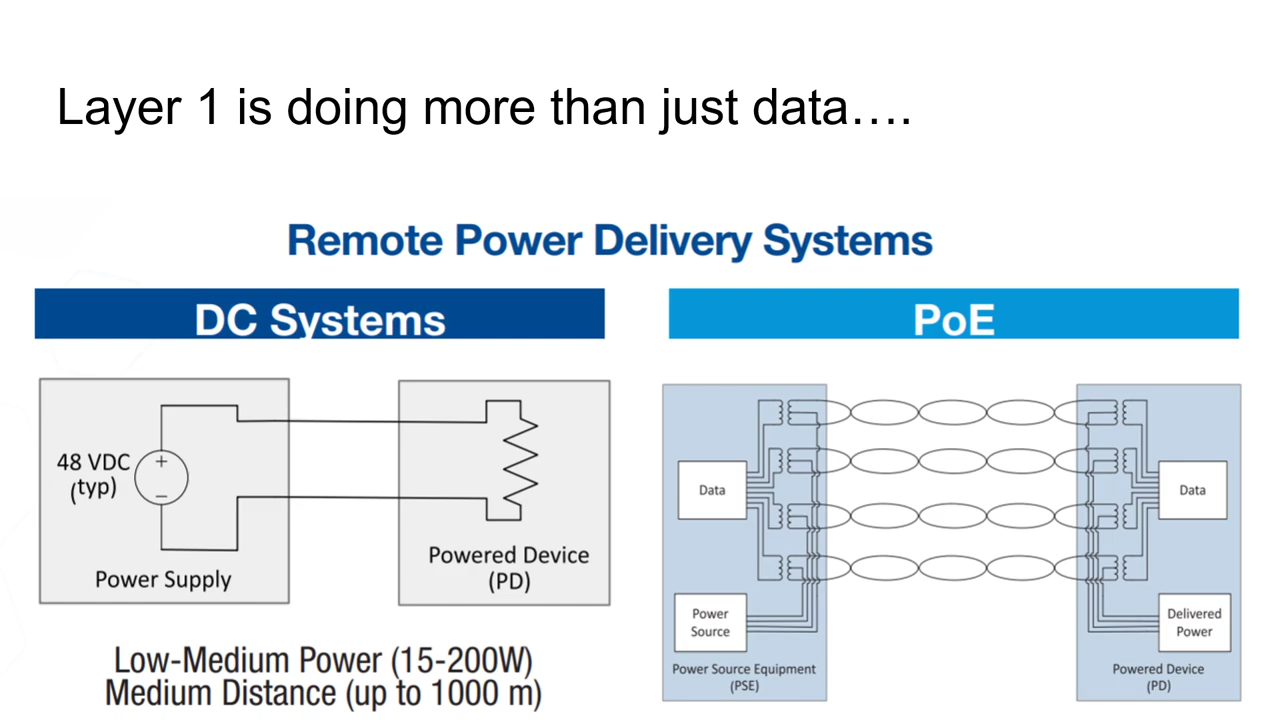 Layer 1 is doing more than just data….
Remote Power Delivery Systems
DC Systems
48 VDC
(typ)
+
–
Power Supply
Powered Device
(PD)
Low-Medium Power (15-200W)
Medium Distance (up to 1000 m)
PoE
Data
Power
Source
Power Source Equipment
(PSE)
Data
Delivered
Power
Powered Device
(PD)